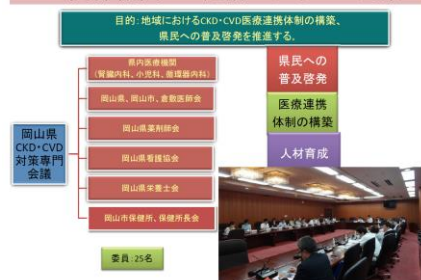 目的：地域におけるCKD・CVD医療連携体制の構築、
県民への普及啓発を推進する。
岡山県
CKD・CVD
対策専門
会議
県内医療機関
(腎臓内科、小児科、循環器内科)
岡山県、岡山市、倉敷医師会
岡山県薬剤師会
岡山県看護協会
岡山県栄養士会
岡山市保健所、保健所長会
委員：25名
県民への
普及啓発
医療連携
体制の構築
人材育成